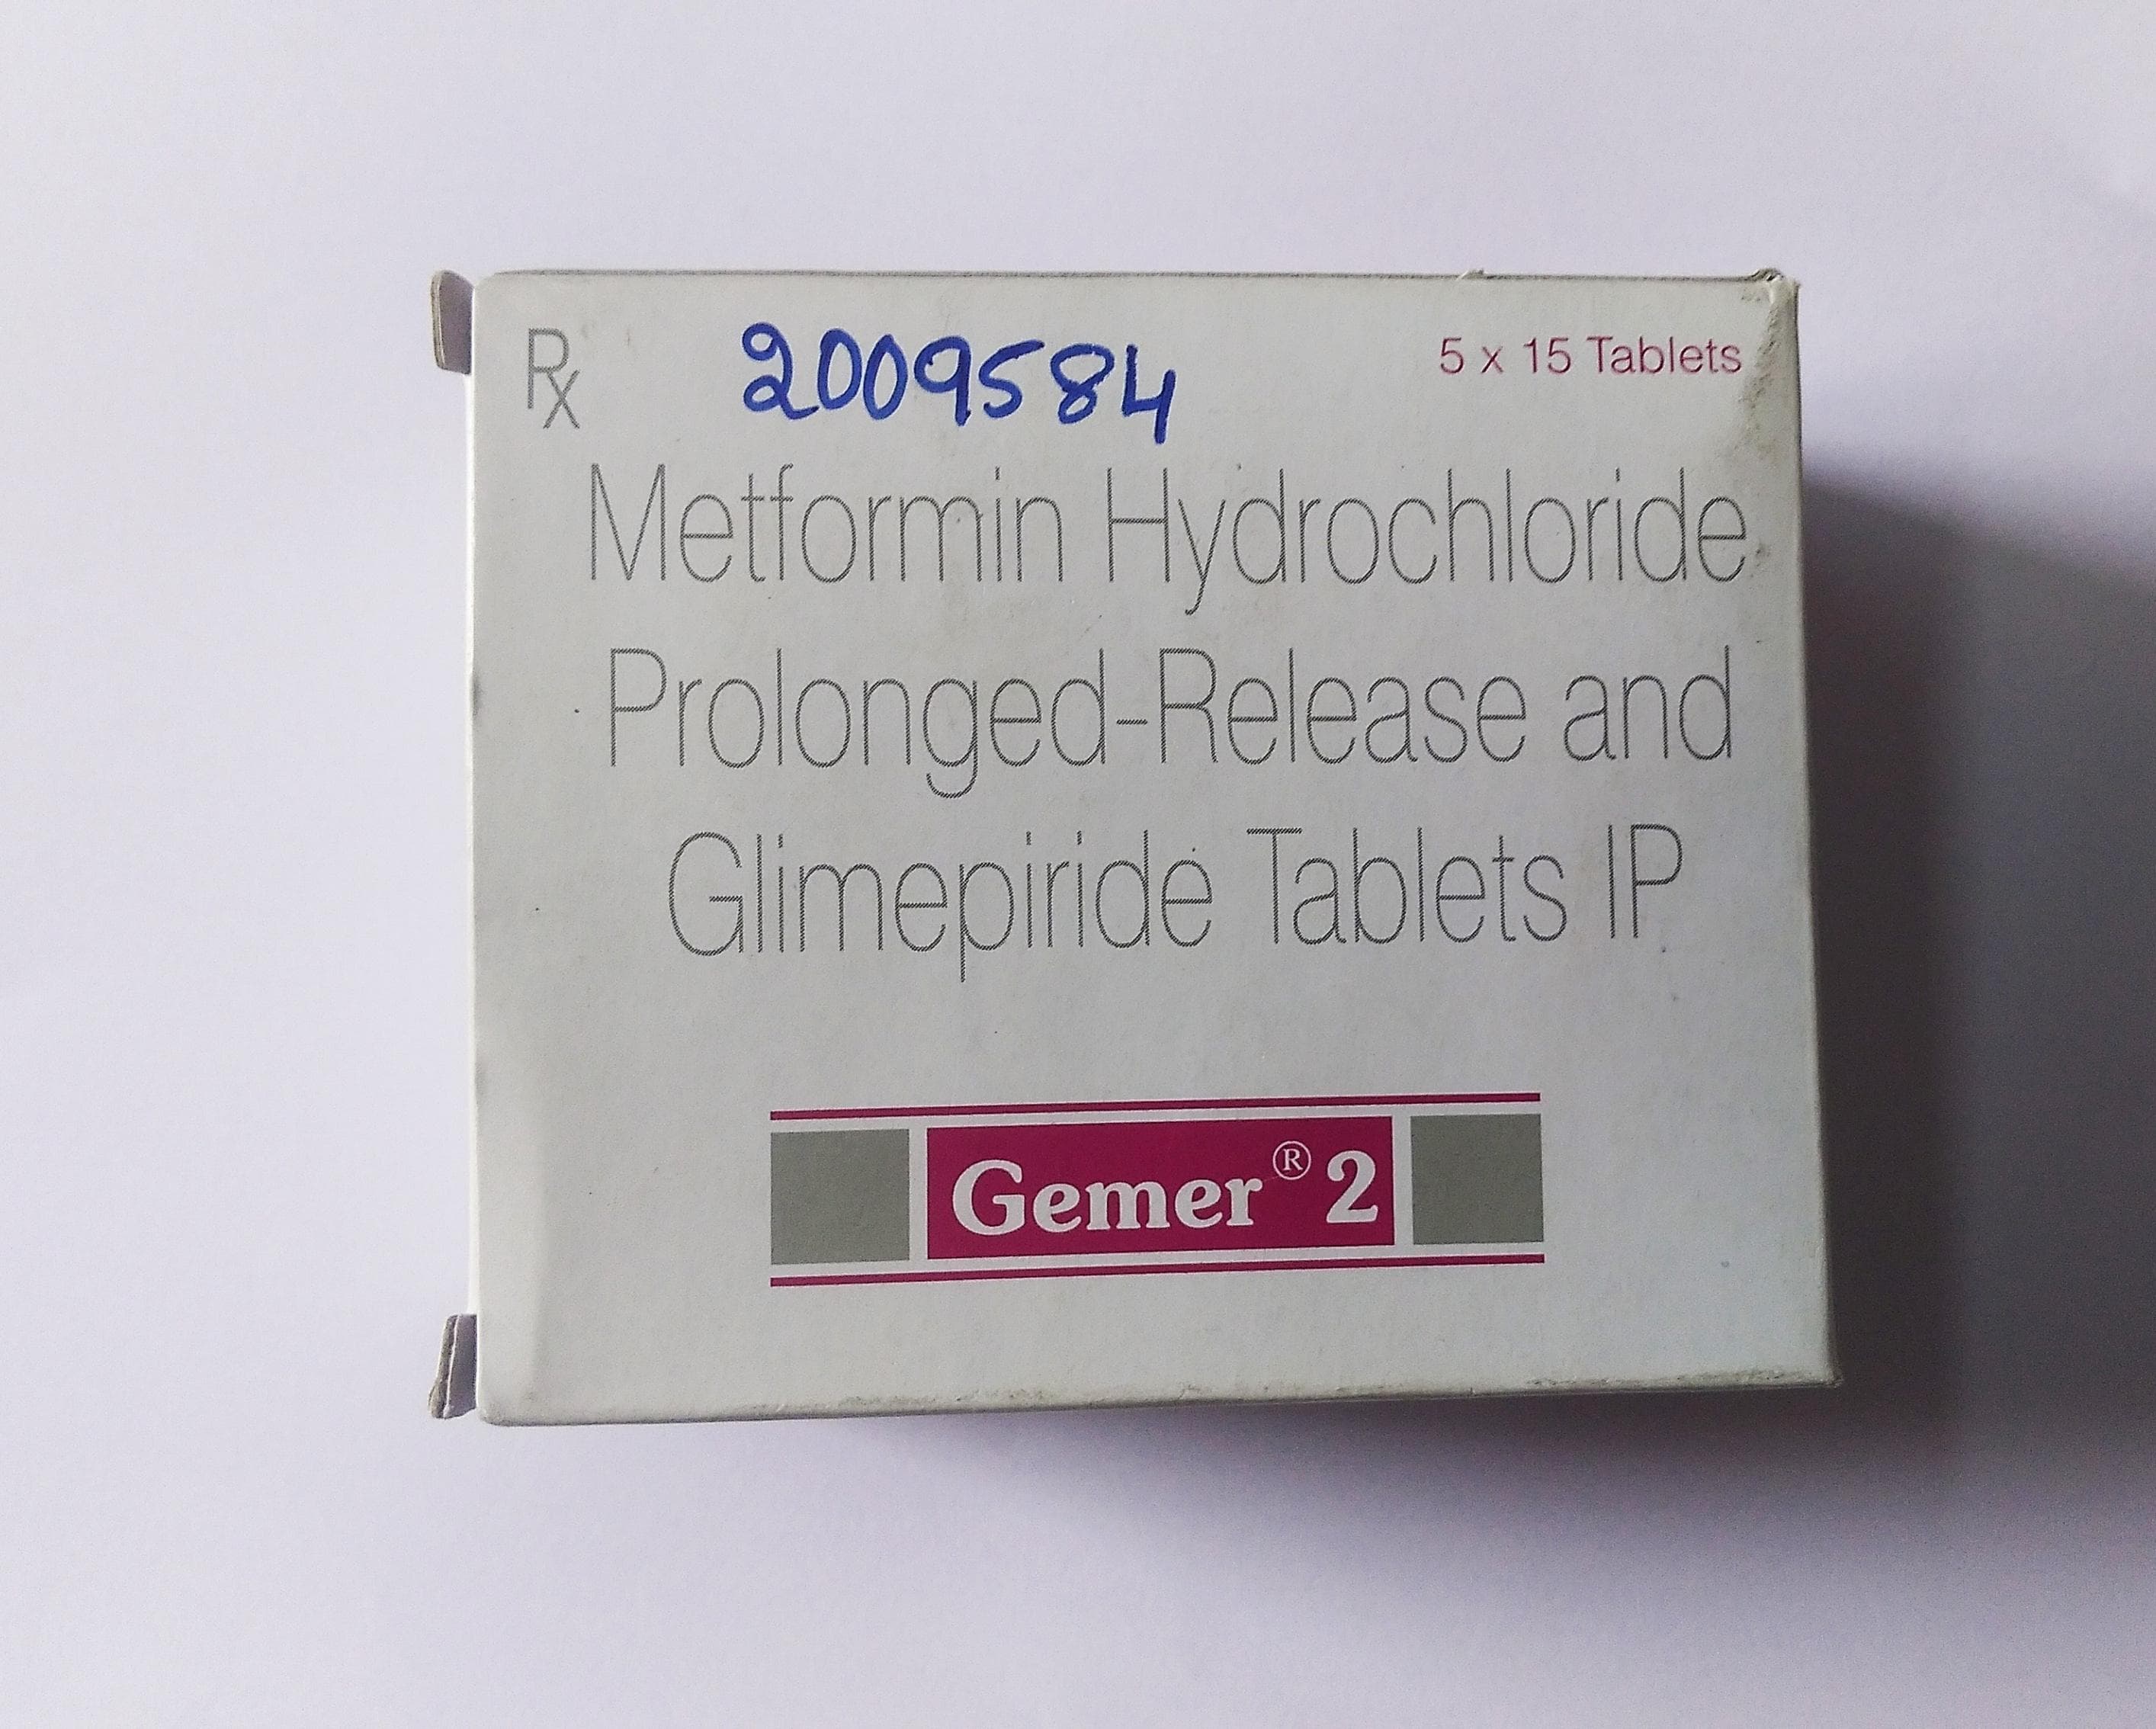 Rx 2009584 5 x 15 Tablets
Metformin Hydrochloride
Prolonged-Release and
Glimepiride Tablets IP
Gemer® 2